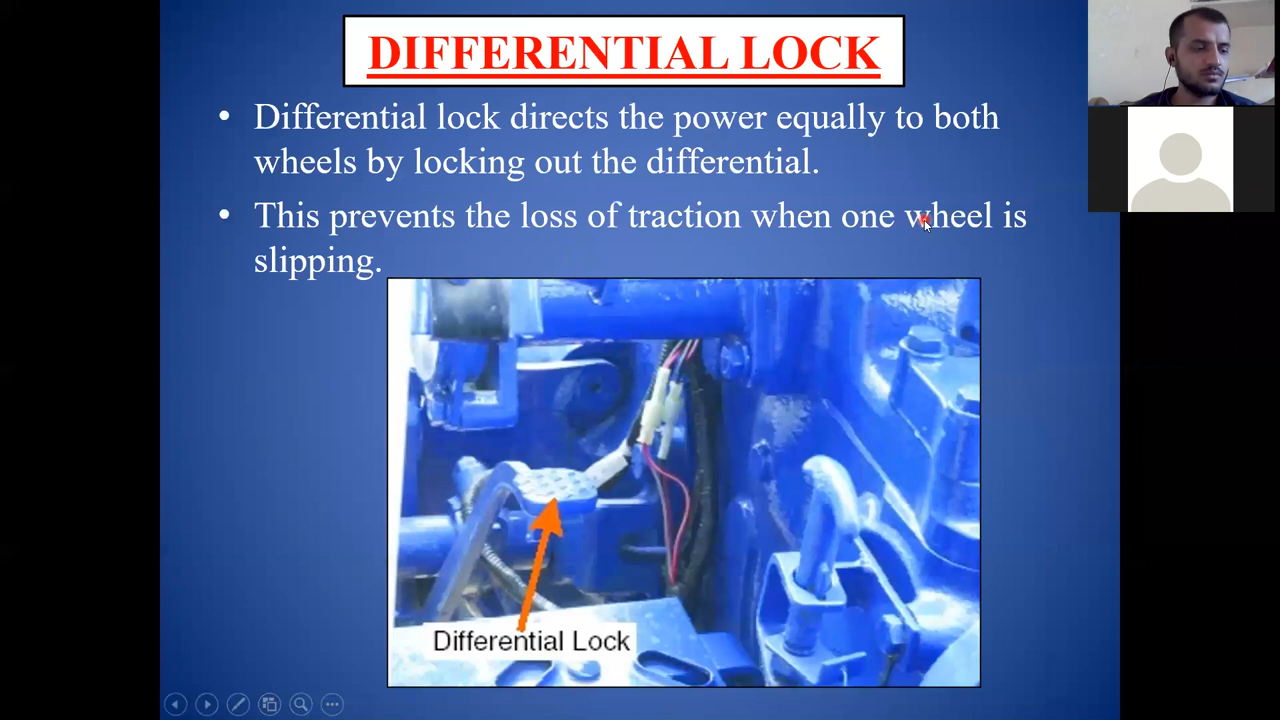 DIFFERENTIAL LOCK
• Differential lock directs the power equally to both
wheels by locking out the differential.
• This prevents the loss of traction when one wheel is
slipping.
Differential Lock